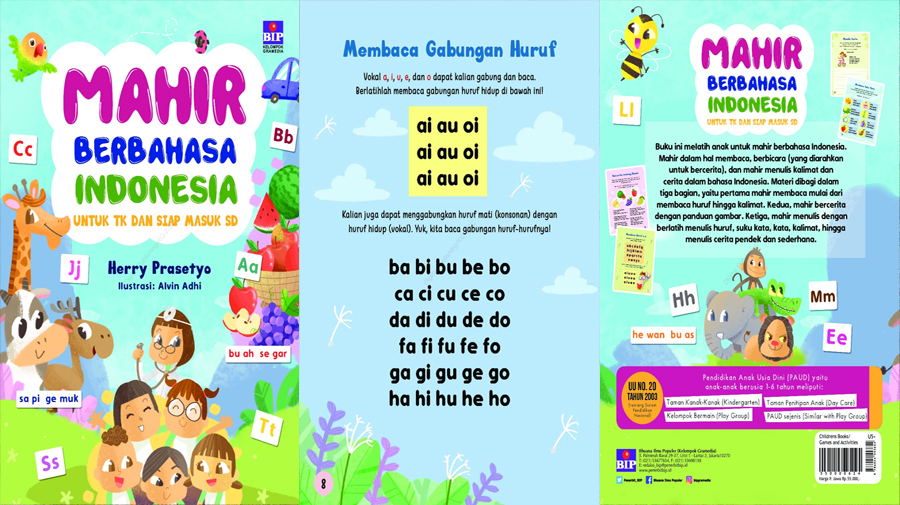 BIP
KELOMPOK
GRAMEDIA
MAHIR
BERBAHASA
INDONESIA
UNTUK TK DAN SIAP MASUK SD
Cc
Bb
Jj
Herry Prasetyo
Ilustrasi: Alvin Adhi
Aa
bu ah se gar
sa pi ge muk
Tt
Ss
Membaca Gabungan Huruf
Vokal a, i, u, e, dan o dapat kalian gabung dan baca.
Berlatihlah membaca gabungan huruf hidup di bawah ini!
ai au oi
ai au oi
ai au oi
Kalian juga dapat menggabungkan huruf mati (konsonan) dengan
huruf hidup (vokal). Yuk, kita baca gabungan huruf-hurufnya!
ba bi bu be bo
ca ci cu ce co
da di du de do
fa fi fu fe fo
ga gi gu ge go
ha hi hu he ho
8
MAHIR
BERBAHASA
INDONESIA
UNTUK TK DAN SIAP MASUK SD
Ll
Buku ini melatih anak untuk mahir berbahasa Indonesia.
Mahir dalam hal membaca, berbicara (yang diarahkan
untuk bercerita), dan mahir menulis kalimat dan
cerita dalam bahasa Indonesia. Materi dibagi dalam
tiga bagian, yaitu pertama mahir membaca mulai dari
membaca huruf hingga kalimat. Kedua, mahir bercerita
dengan panduan gambar. Ketiga, mahir menulis dengan
berlatih menulis huruf, suku kata, kata, kalimat, hingga
menulis cerita pendek dan sederhana.
Hh
Mm
Ee
he wan bu as
UU NO. 20
TAHUN 2003
Pendidikan Anak Usia Dini (PAUD) yaitu
anak-anak berusia 1-6 tahun meliputi:
Taman Kanak-Kanak (Kindergarten)
Taman Penitipan Anak (Day Care)
Kelompok Bermain (Play Group)
PAUD sejenis (Similar with Play Group)
BIP
Bhuana Ilmu Populer (Kelompok Gramedia)
Childrens Books/
Games and Activities
U5+
Harga P. Jawa Rp.55.000,-